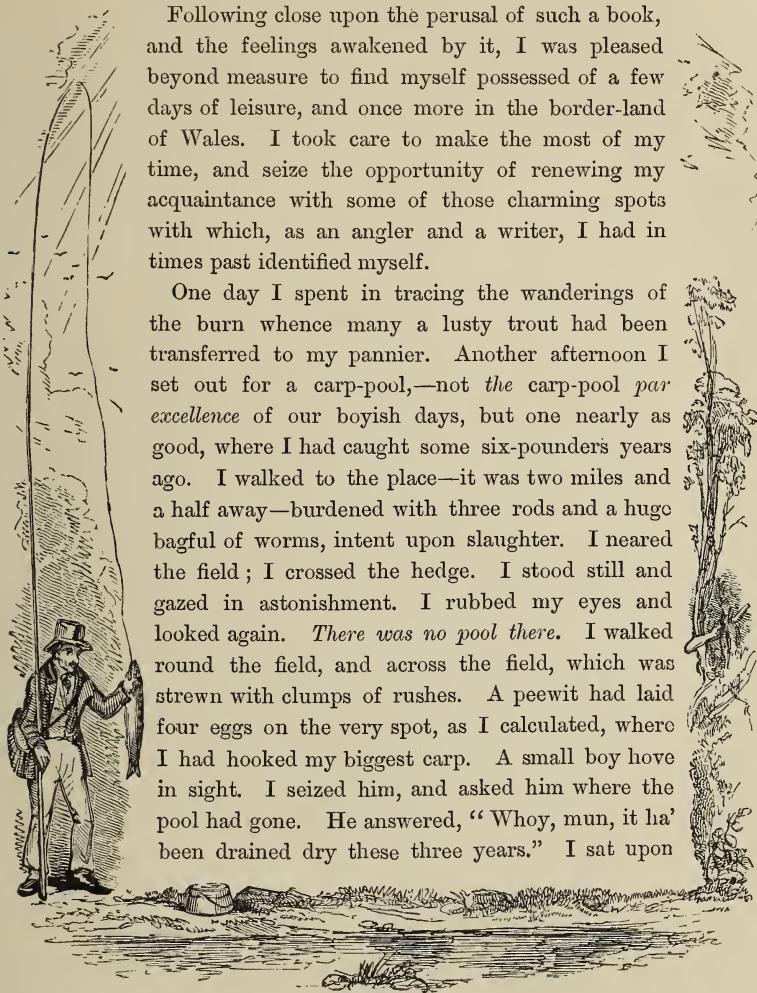 Following close upon the perusal of such a book,
and the feelings awakened by it, I was pleased
beyond measure to find myself possessed of a few
days of leisure, and once more in the border-land
of Wales. I took care to make the most of my
time, and seize the opportunity of renewing my
acquaintance with some of those charming spots
with which, as an angler and a writer, I had in
times past identified myself.
One day I spent in tracing the wanderings of
the burn whence many a lusty trout had been
transferred to my pannier. Another afternoon I
set out for a carp-pool,—not the carp-pool par
excellence of our boyish days, but one nearly as
good, where I had caught some six-pounders years
ago. I walked to the place—it was two miles and
a half away—burdened with three rods and a huge
bagful of worms, intent upon slaughter. I neared
the field ; I crossed the hedge. I stood still and
gazed in astonishment. I rubbed my eyes and
looked again. There was no pool there. I walked
round the field, and across the field, which was
strewn with clumps of rushes. A peewit had laid
four eggs on the very spot, as I calculated, where
I had hooked my biggest carp. A small boy hove
in sight. I seized him, and asked him where the
pool had gone. He answered, “ Whoy, mun, it ha’
been drained dry these three years.” I sat upon